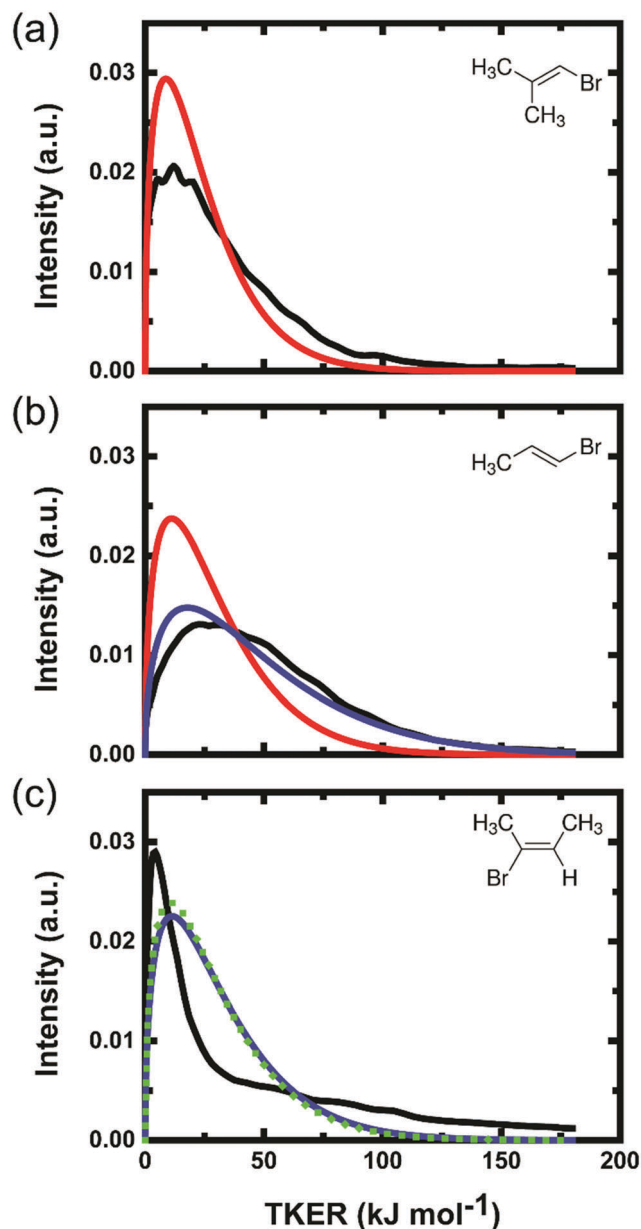 (a)
Intensity (a.u.)
0.03
0.02
0.01
0.00
H₃C
Br
CH₃
(b)
Intensity (a.u.)
0.03
0.02
0.01
0.00
H₃C
Br
(c)
Intensity (a.u.)
0.03
0.02
0.01
0.00
H₃C
CH₃
Br
H
0 50 100 150 200
TKER (kJ mol⁻¹)